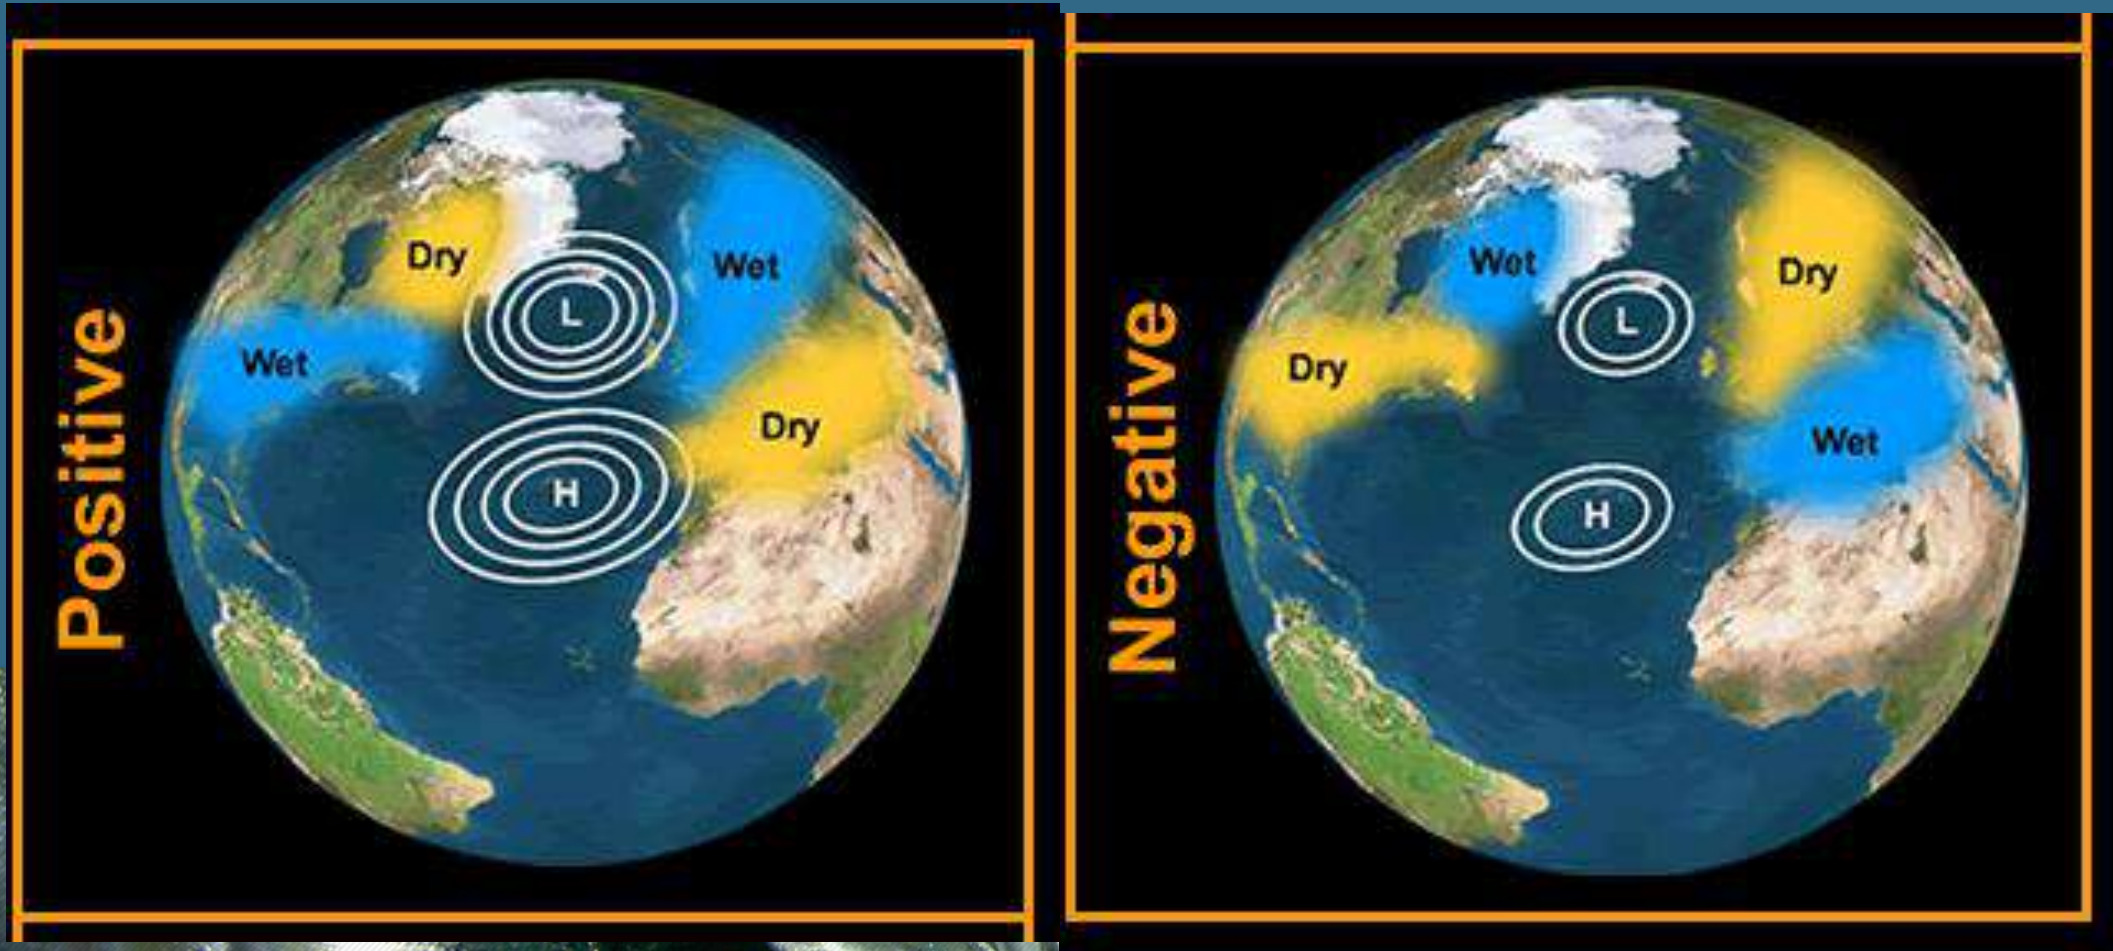 Positive
Dry
Wet
Wet
L
H
Dry
Negative
Wet
Dry
Dry
L
Wet
H